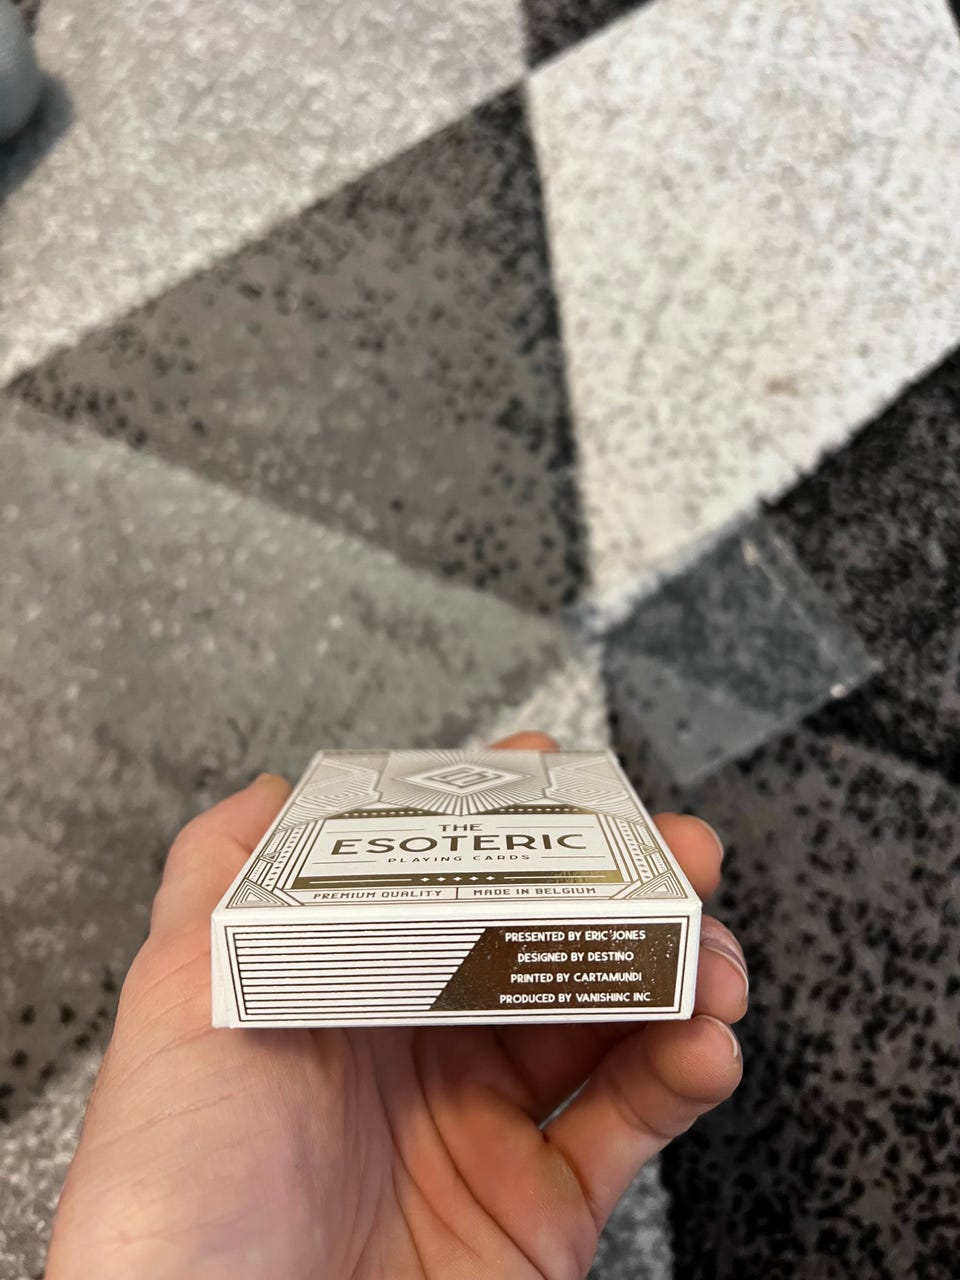 THE
ESOTERIC
PLAYING CARDS
PREMIUM QUALITY | MADE IN BELGIUM
PRESENTED BY ERIC JONES
DESIGNED BY DESTINO
PRINTED BY CARTAMUNDI
PRODUCED BY VANISHINC INC